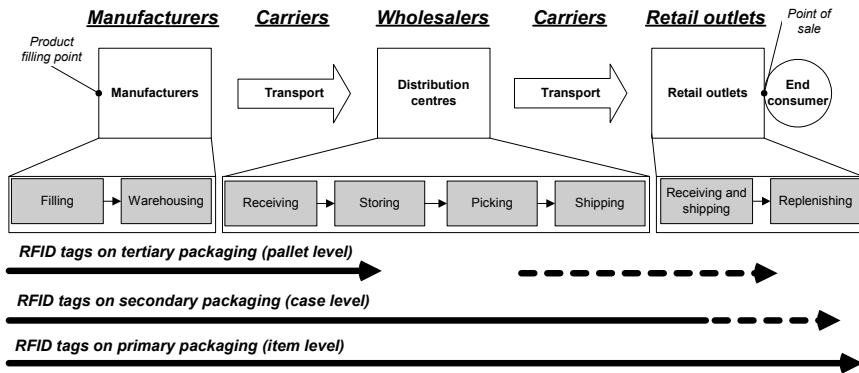 Manufacturers Carriers Wholesalers Carriers Retail outlets
Product
filling point
Point of
sale
Manufacturers
Transport
Distribution
centres
Transport
Retail outlets
End
consumer
Filling
Warehousing
Receiving
Storing
Picking
Shipping
Receiving and
shipping
Replenishing
RFID tags on tertiary packaging (pallet level)
RFID tags on secondary packaging (case level)
RFID tags on primary packaging (item level)